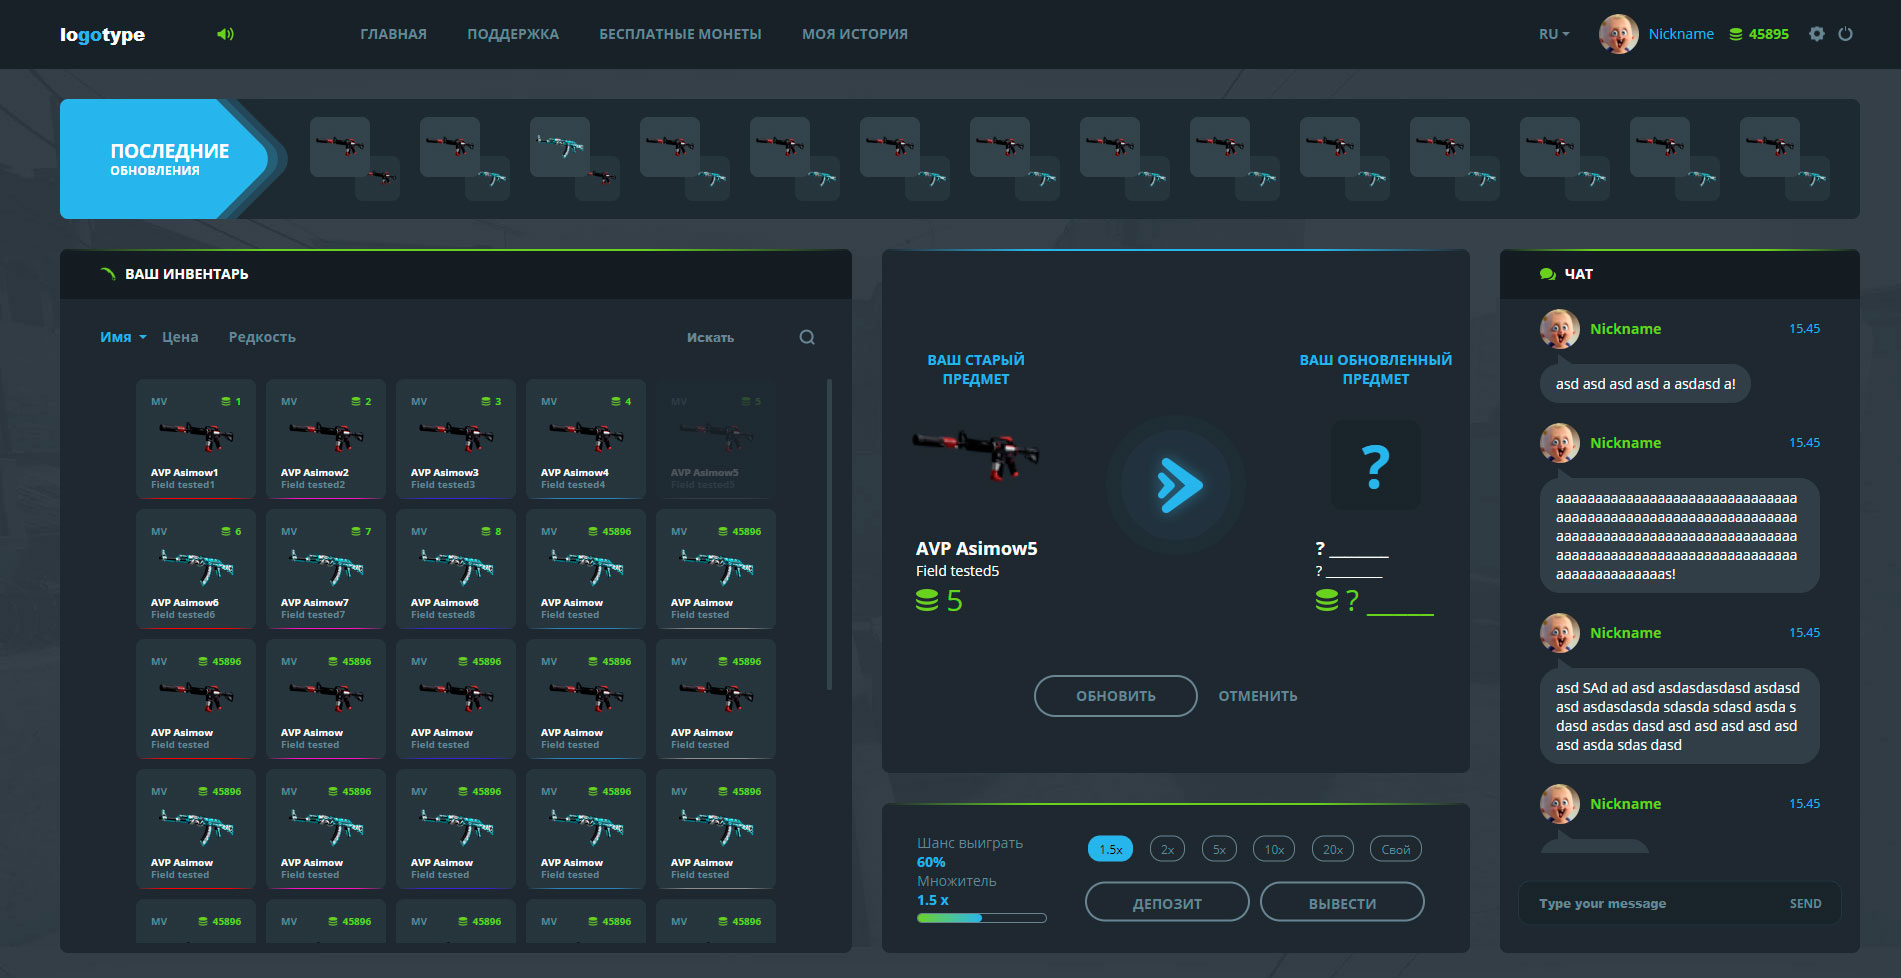 logotype
ГЛАВНАЯ ПОДДЕРЖКА БЕСПЛАТНЫЕ МОНЕТЫ МОЯ ИСТОРИЯ
RU Nickname 45895
ПОСЛЕДНИЕ
ОБНОВЛЕНИЯ
ВАШ ИНВЕНТАРЬ
Имя Цена Редкость Искать
MV 1 MV 2 MV 3 MV 4 MV 5
AVP Asimow1 AVP Asimow2 AVP Asimow3 AVP Asimow4 AVP Asimow5
Field tested1 Field tested2 Field tested3 Field tested4 Field tested5
MV 6 MV 7 MV 8 MV 45896 MV 45896
AVP Asimow6 AVP Asimow7 AVP Asimow8 AVP Asimow AVP Asimow
Field tested6 Field tested7 Field tested8 Field tested Field tested
MV 45896 MV 45896 MV 45896 MV 45896 MV 45896
AVP Asimow AVP Asimow AVP Asimow AVP Asimow AVP Asimow
Field tested Field tested Field tested Field tested Field tested
MV 45896 MV 45896 MV 45896 MV 45896 MV 45896
AVP Asimow AVP Asimow AVP Asimow AVP Asimow AVP Asimow
Field tested Field tested Field tested Field tested Field tested
MV 45896 MV 45896 MV 45896 MV 45896 MV 45896
ВАШ СТАРЫЙ
ПРЕДМЕТ
AVP Asimow5
Field tested5
5
ВАШ ОБНОВЛЕННЫЙ
ПРЕДМЕТ
?
? ______
? ______
? ____
ОБНОВИТЬ ОТМЕНИТЬ
Шанс выиграть
60%
Множитель
1.5 x
1.5x 2x 5x 10x 20x Свой
ДЕПОЗИТ ВЫВЕСТИ
ЧАТ
Nickname 15.45
asd asd asd asd a asdasd a!
Nickname 15.45
aaaaaaaaaaaaaaaaaaaaaaaaaaaaaaaa
aaaaaaaaaaaaaaaaaaaaaaaaaaaaaaaa
aaaaaaaaaaaaaaaaaaaaaaaaaaaaaaaa
aaaaaaaaaaaaaaaaaaaaaaaaaaaaaaaa
aaaaaaaaaaaaaas!
Nickname 15.45
asd SAd ad asd asdasdasdasd asdasd
asd asdasdasda sdasda sdasd asda s
dasd asdas dasd asd asd asd asd asd
asd asda sdas dasd
Nickname 15.45
Type your message SEND